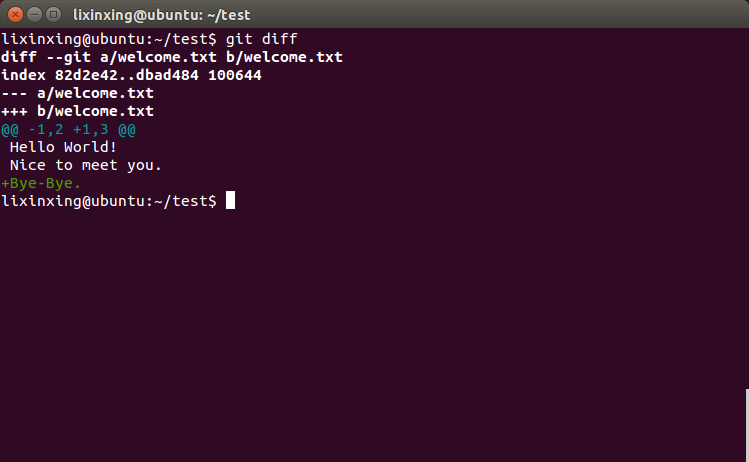 lixinxing@ubuntu: ~/test
lixinxing@ubuntu:~/test$ git diff
diff --git a/welcome.txt b/welcome.txt
index 82d2e42..dbad484 100644
--- a/welcome.txt
+++ b/welcome.txt
@@ -1,2 +1,3 @@
 Hello World!
 Nice to meet you.
+Bye-Bye.
lixinxing@ubuntu:~/test$